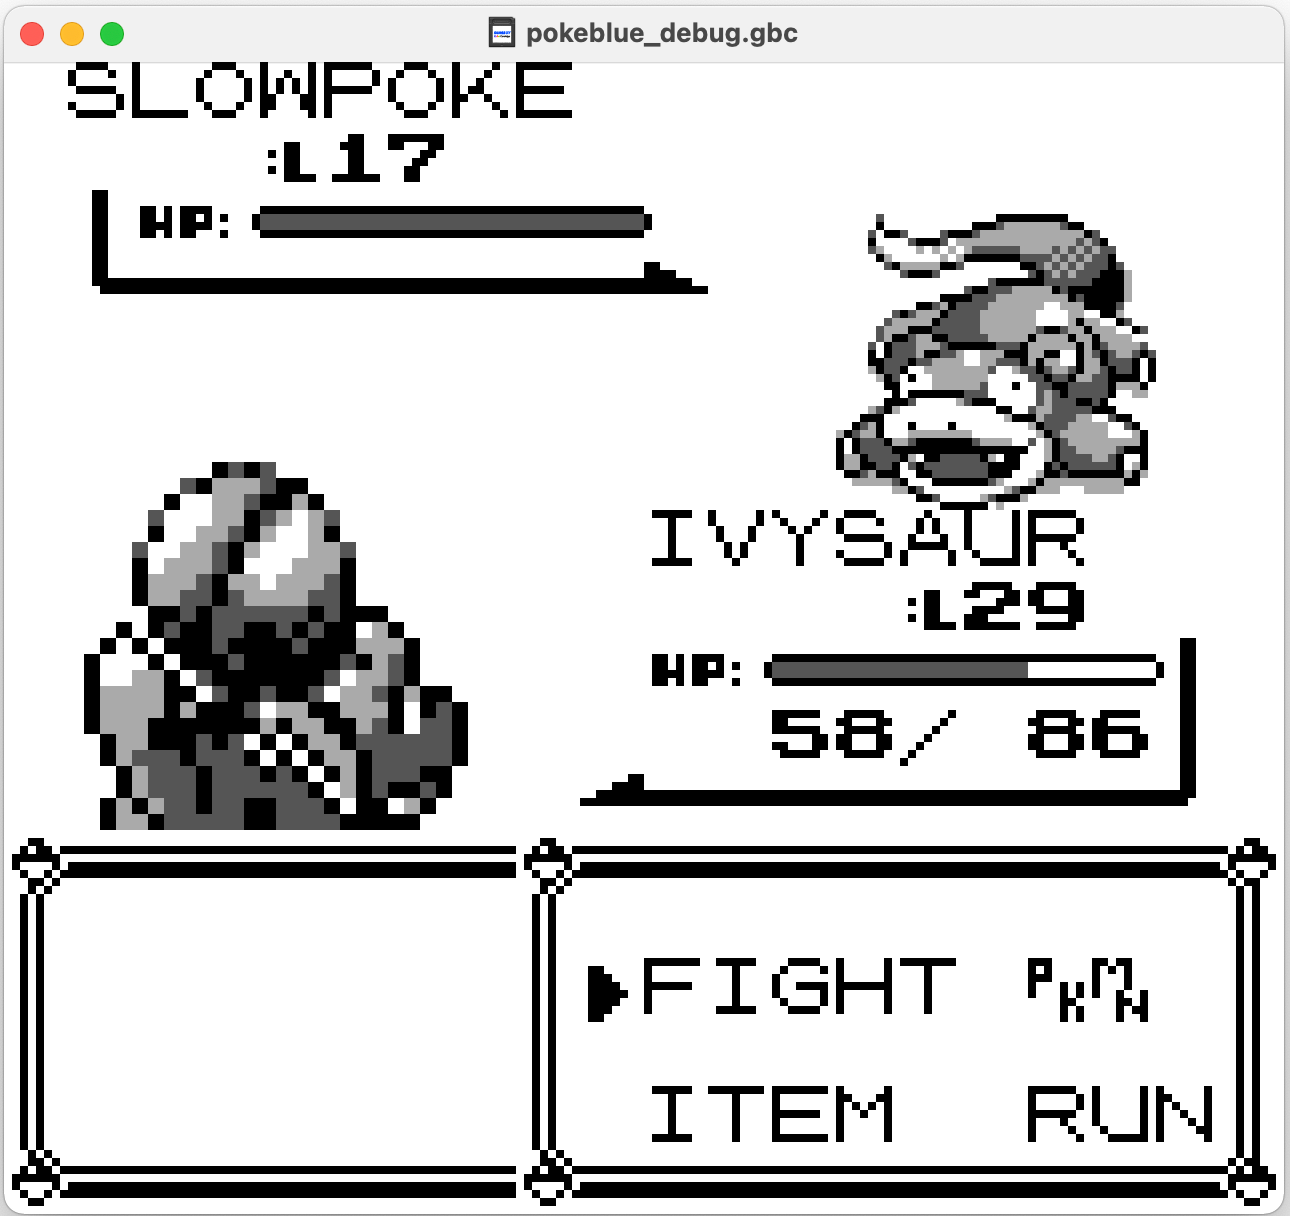 pokeblue_debug.gbc
SLOWPOKE
:L17
HP:
IVYSAUR
:L29
HP:
58/ 86
FIGHT PKMN
ITEM RUN